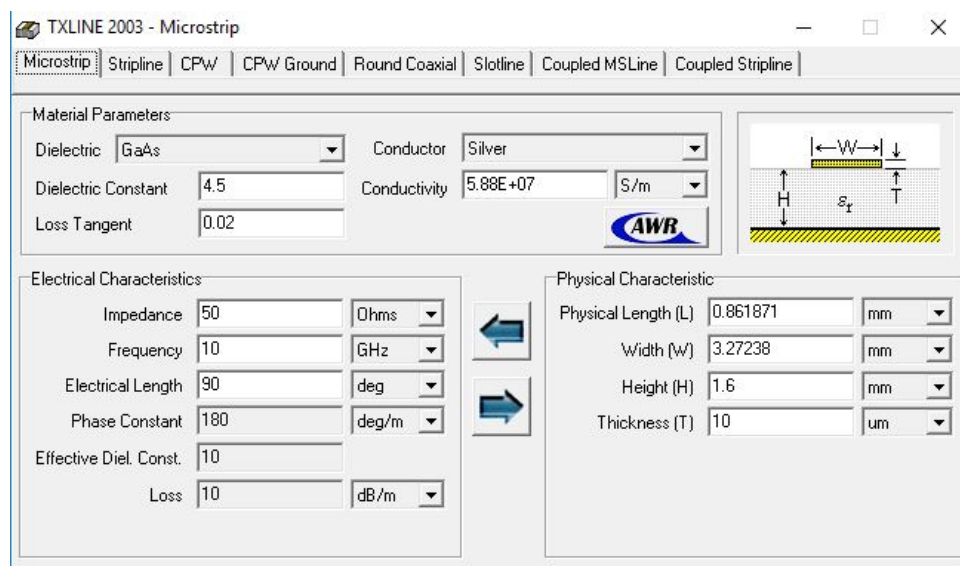 TXLINE 2003 - Microstrip
Microstrip Stripline CPW CPW Ground Round Coaxial Slotline Coupled MSLine Coupled Stripline
Material Parameters
Dielectric GaAs Conductor Silver
Dielectric Constant 4.5 Conductivity 5.88E+07 S/m
Loss Tangent 0.02 AWR
W
H εr T
Electrical Characteristics
Impedance 50 Ohms
Frequency 10 GHz
Electrical Length 90 deg
Phase Constant 180 deg/m
Effective Diel. Const. 10
Loss 10 dB/m
Physical Characteristic
Physical Length (L) 0.861871 mm
Width (W) 3.27238 mm
Height (H) 1.6 mm
Thickness (T) 10 um